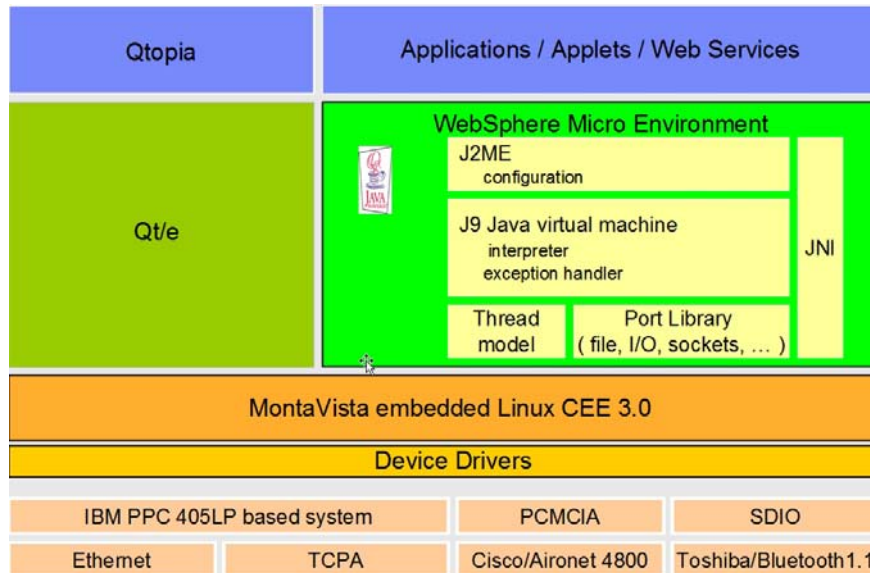 Qtopia
Applications / Applets / Web Services
Qt/e
WebSphere Micro Environment
JAVA
J2ME
configuration
J9 Java virtual machine
interpreter
exception handler
JNI
Thread
model
Port Library
( file, I/O, sockets, ... )
MontaVista embedded Linux CEE 3.0
Device Drivers
IBM PPC 405LP based system
PCMCIA
SDIO
Ethernet
TCPA
Cisco/Aironet 4800
Toshiba/Bluetooth1.1